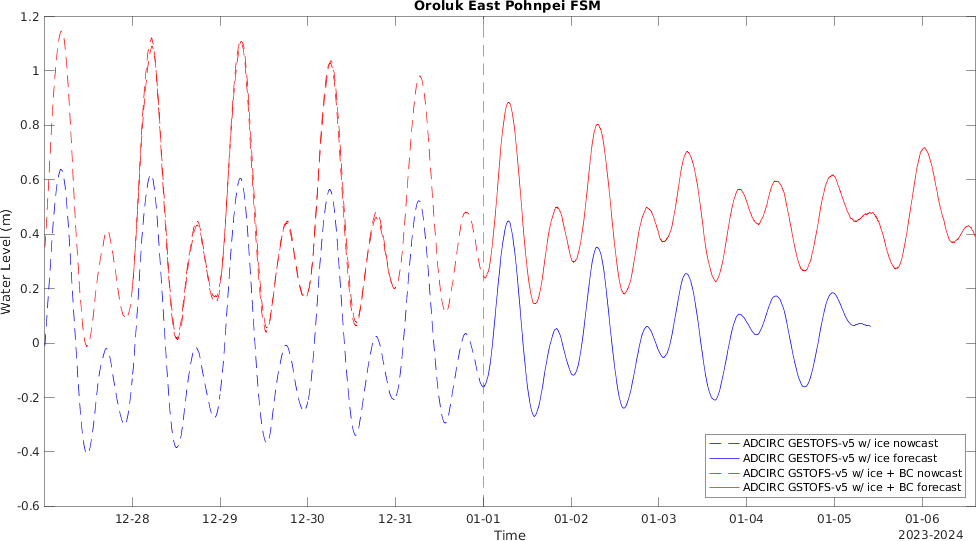 Oroluk East Pohnpei FSM
1.2
1
0.8
0.6
0.4
0.2
0
-0.2
-0.4
-0.6
Water Level (m)
12-28 12-29 12-30 12-31 01-01 01-02 01-03 01-04 01-05 01-06
Time
2023-2024
ADCIRC GESTOFS-v5 w/ ice nowcast
ADCIRC GESTOFS-v5 w/ ice forecast
ADCIRC GSTOFS-v5 w/ ice + BC nowcast
ADCIRC GSTOFS-v5 w/ ice + BC forecast